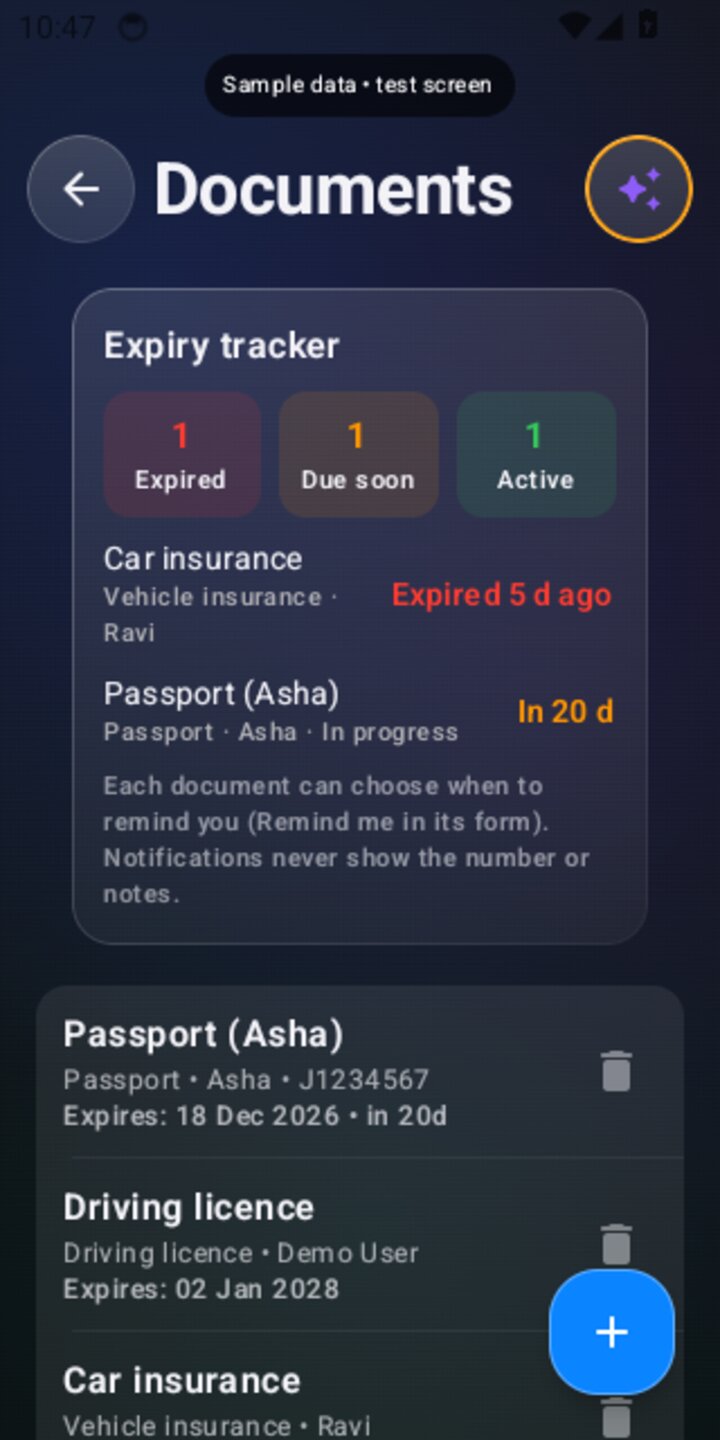 10:47
Sample data • test screen
Documents
Expiry tracker
1
Expired
1
Due soon
1
Active
Car insurance
Vehicle insurance ·
Ravi
Expired 5 d ago
Passport (Asha)
Passport · Asha · In progress
In 20 d
Each document can choose when to
remind you (Remind me in its form).
Notifications never show the number or
notes.
Passport (Asha)
Passport • Asha • J1234567
Expires: 18 Dec 2026 • in 20d
Driving licence
Driving licence • Demo User
Expires: 02 Jan 2028
Car insurance
Vehicle insurance • Ravi